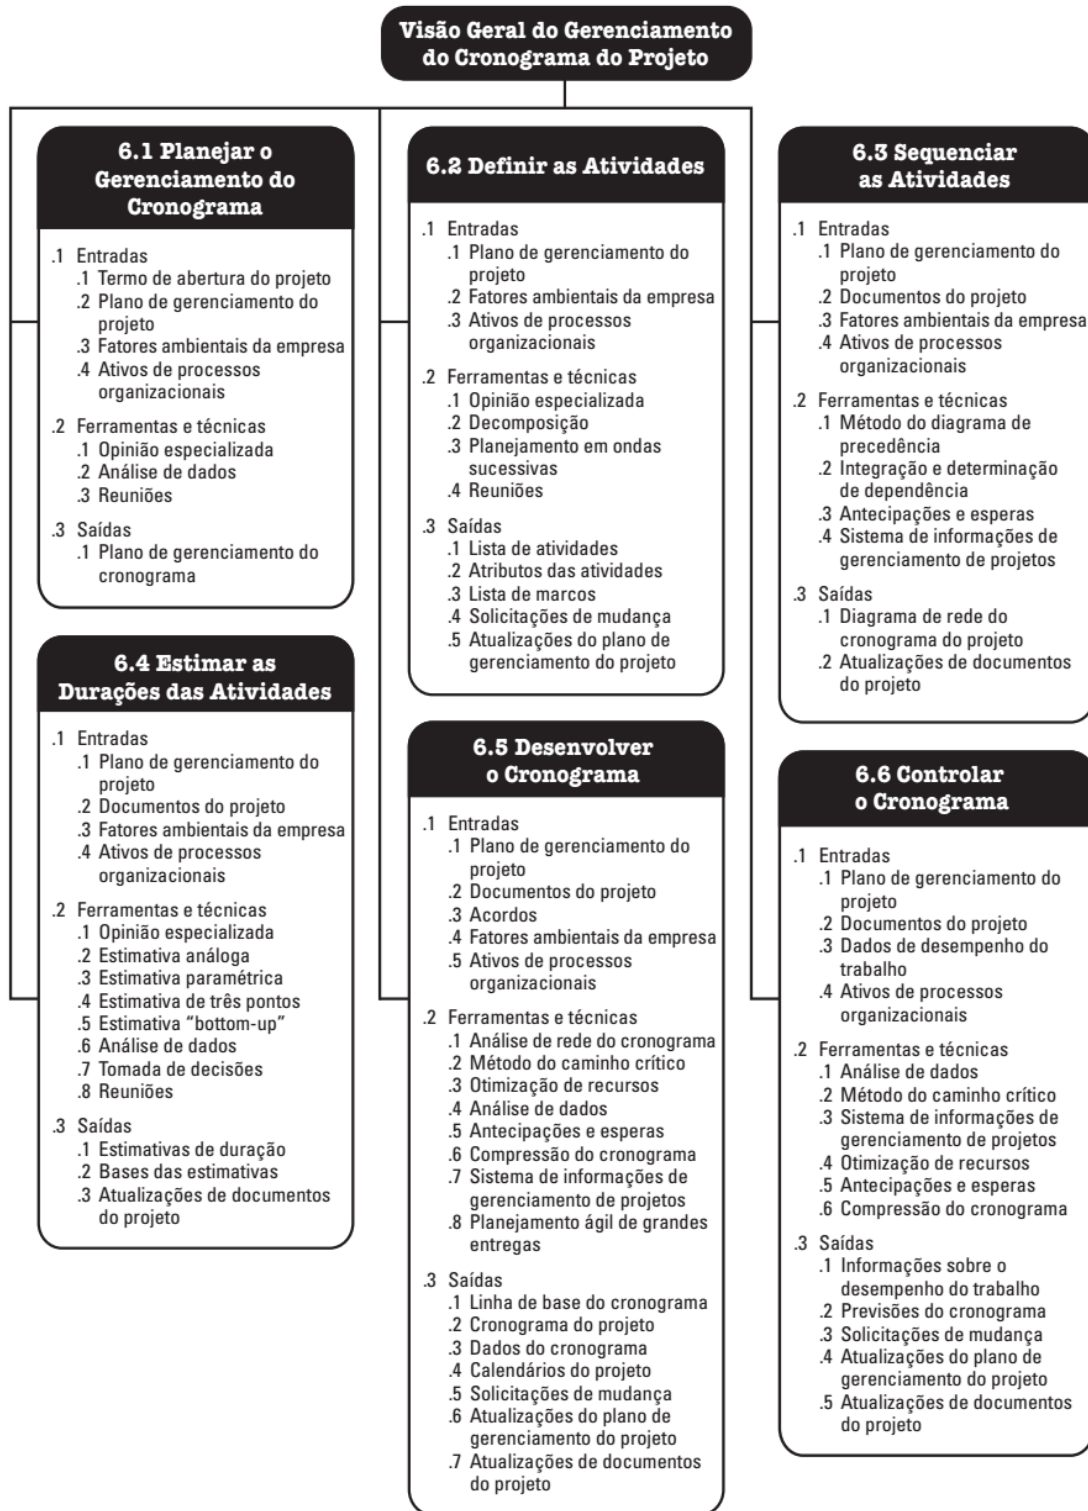 Visão Geral do Gerenciamento
do Cronograma do Projeto
6.1 Planejar o
Gerenciamento do
Cronograma
.1 Entradas
.1 Termo de abertura do projeto
.2 Plano de gerenciamento do
projeto
.3 Fatores ambientais da empresa
.4 Ativos de processos
organizacionais
.2 Ferramentas e técnicas
.1 Opinião especializada
.2 Análise de dados
.3 Reuniões
.3 Saídas
.1 Plano de gerenciamento do
cronograma
6.2 Definir as Atividades
.1 Entradas
.1 Plano de gerenciamento do
projeto
.2 Fatores ambientais da empresa
.3 Ativos de processos
organizacionais
.2 Ferramentas e técnicas
.1 Opinião especializada
.2 Decomposição
.3 Planejamento em ondas
sucessivas
.4 Reuniões
.3 Saídas
.1 Lista de atividades
.2 Atributos das atividades
.3 Lista de marcos
.4 Solicitações de mudança
.5 Atualizações do plano de
gerenciamento do projeto
6.3 Sequenciar
as Atividades
.1 Entradas
.1 Plano de gerenciamento do
projeto
.2 Documentos do projeto
.3 Fatores ambientais da empresa
.4 Ativos de processos
organizacionais
.2 Ferramentas e técnicas
.1 Método do diagrama de
precedência
.2 Integração e determinação
de dependência
.3 Antecipações e esperas
.4 Sistema de informações de
gerenciamento de projetos
.3 Saídas
.1 Diagrama de rede do
cronograma do projeto
.2 Atualizações de documentos
do projeto
6.4 Estimar as
Durações das Atividades
.1 Entradas
.1 Plano de gerenciamento do
projeto
.2 Documentos do projeto
.3 Fatores ambientais da empresa
.4 Ativos de processos
organizacionais
.2 Ferramentas e técnicas
.1 Opinião especializada
.2 Estimativa análoga
.3 Estimativa paramétrica
.4 Estimativa de três pontos
.5 Estimativa “bottom-up”
.6 Análise de dados
.7 Tomada de decisões
.8 Reuniões
.3 Saídas
.1 Estimativas de duração
.2 Bases das estimativas
.3 Atualizações de documentos
do projeto
6.5 Desenvolver
o Cronograma
.1 Entradas
.1 Plano de gerenciamento do
projeto
.2 Documentos do projeto
.3 Acordos
.4 Fatores ambientais da empresa
.5 Ativos de processos
organizacionais
.2 Ferramentas e técnicas
.1 Análise de rede do cronograma
.2 Método do caminho crítico
.3 Otimização de recursos
.4 Análise de dados
.5 Antecipações e esperas
.6 Compressão do cronograma
.7 Sistema de informações de
gerenciamento de projetos
.8 Planejamento ágil de grandes
entregas
.3 Saídas
.1 Linha de base do cronograma
.2 Cronograma do projeto
.3 Dados do cronograma
.4 Calendários do projeto
.5 Solicitações de mudança
.6 Atualizações do plano de
gerenciamento do projeto
.7 Atualizações de documentos
do projeto
6.6 Controlar
o Cronograma
.1 Entradas
.1 Plano de gerenciamento do
projeto
.2 Documentos do projeto
.3 Dados de desempenho do
trabalho
.4 Ativos de processos
organizacionais
.2 Ferramentas e técnicas
.1 Análise de dados
.2 Método do caminho crítico
.3 Sistema de informações de
gerenciamento de projetos
.4 Otimização de recursos
.5 Antecipações e esperas
.6 Compressão do cronograma
.3 Saídas
.1 Informações sobre o
desempenho do trabalho
.2 Previsões do cronograma
.3 Solicitações de mudança
.4 Atualizações do plano de
gerenciamento do projeto
.5 Atualizações de documentos
do projeto